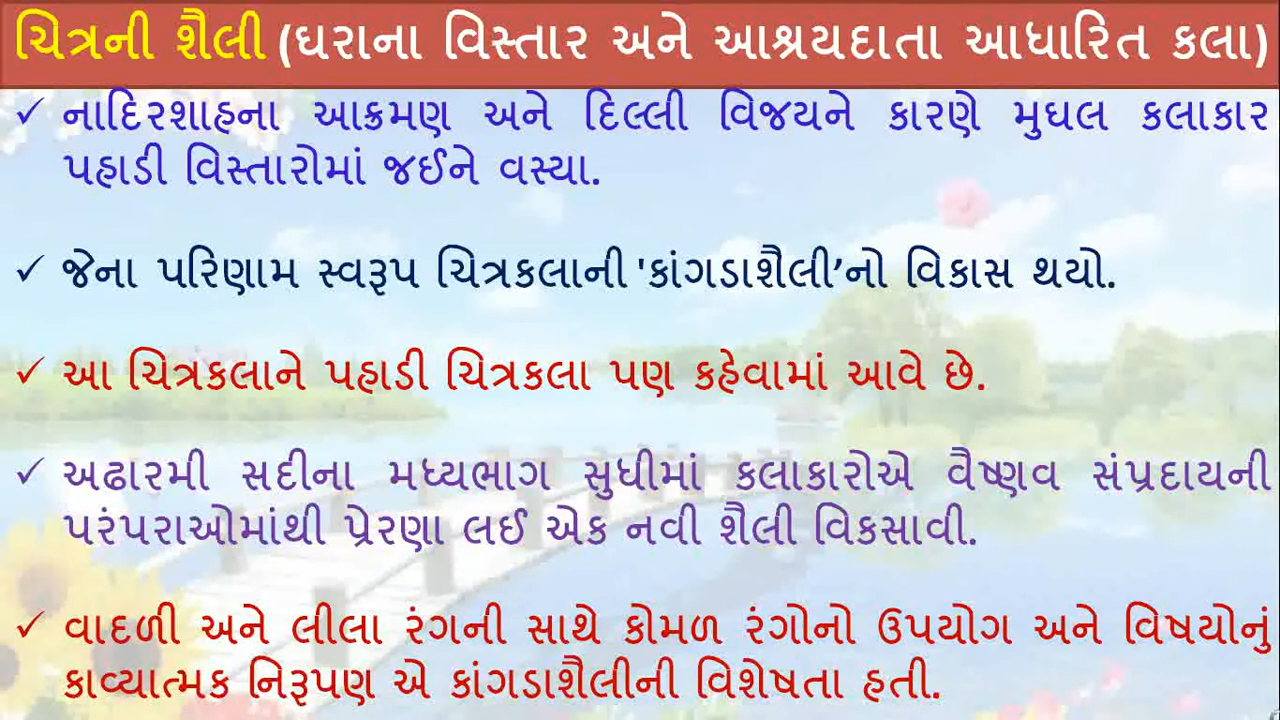 ચિત્રની શૈલી (ઘરાના વિસ્તાર અને આશ્રયદાતા આધારિત કલા)
✓ નાદિરશાહના આક્રમણ અને દિલ્લી વિજયને કારણે મુઘલ કલાકાર
પહાડી વિસ્તારોમાં જઈને વસ્યા.
✓ જેના પરિણામ સ્વરૂપ ચિત્રકલાની 'કાંગડાશૈલી’નો વિકાસ થયો.
✓ આ ચિત્રકલાને પહાડી ચિત્રકલા પણ કહેવામાં આવે છે.
✓ અઢારમી સદીના મધ્યભાગ સુધીમાં કલાકારોએ વૈષ્ણવ સંપ્રદાયની
પરંપરાઓમાંથી પ્રેરણા લઈ એક નવી શૈલી વિકસાવી.
✓ વાદળી અને લીલા રંગની સાથે કોમળ રંગોનો ઉપયોગ અને વિષયોનું
કાવ્યાત્મક નિરૂપણ એ કાંગડાશૈલીની વિશેષતા હતી.